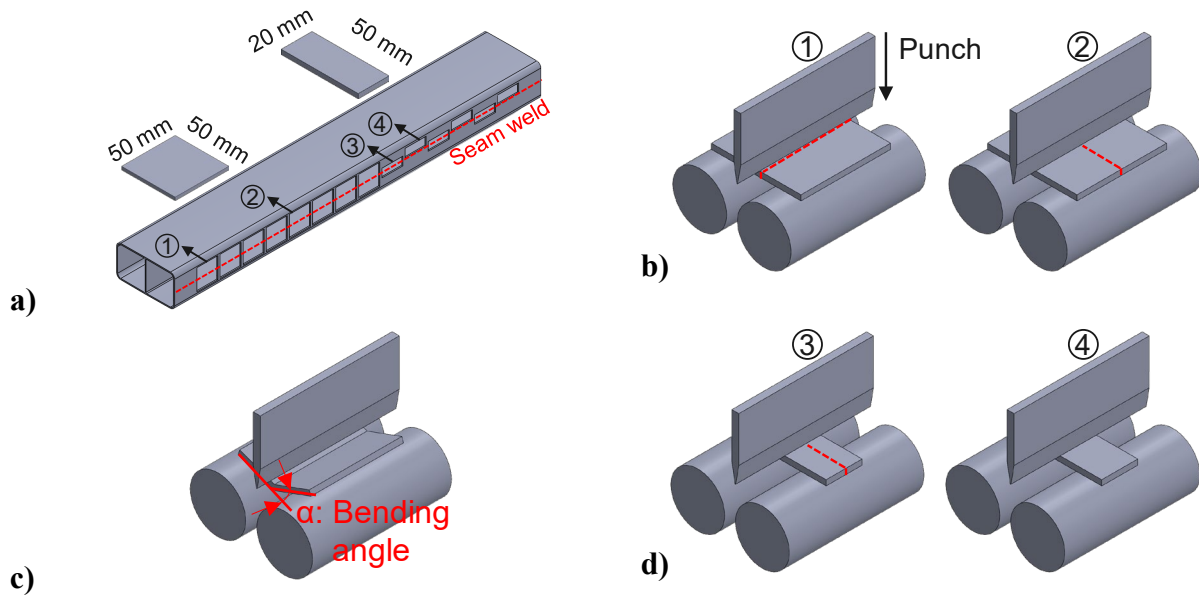 20 mm
50 mm
50 mm
50 mm
①
②
③
④
Seam weld
a)
①
Punch
②
b)
α: Bending
angle
c)
③
④
d)